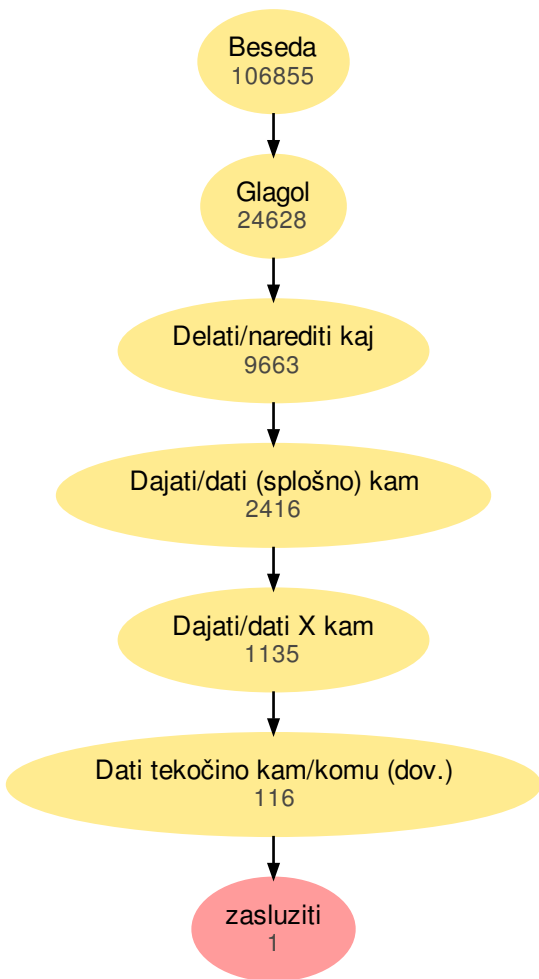 Beseda
106855
Glagol
24628
Delati/narediti kaj
9663
Dajati/dati (splošno) kam
2416
Dajati/dati X kam
1135
Dati tekočino kam/komu (dov.)
116
zasluziti
1